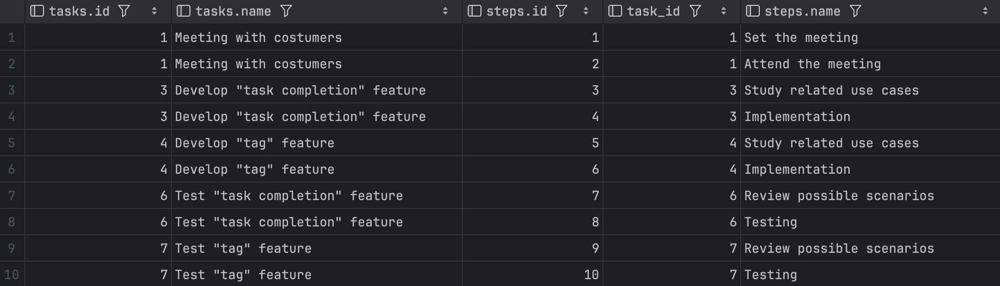 tasks.id tasks.name steps.id task_id steps.name
1 1 Meeting with costumers 1 1 Set the meeting
2 1 Meeting with costumers 2 1 Attend the meeting
3 3 Develop "task completion" feature 3 3 Study related use cases
4 3 Develop "task completion" feature 4 3 Implementation
5 4 Develop "tag" feature 5 4 Study related use cases
6 4 Develop "tag" feature 6 4 Implementation
7 6 Test "task completion" feature 7 6 Review possible scenarios
8 6 Test "task completion" feature 8 6 Testing
9 7 Test "tag" feature 9 7 Review possible scenarios
10 7 Test "tag" feature 10 7 Testing